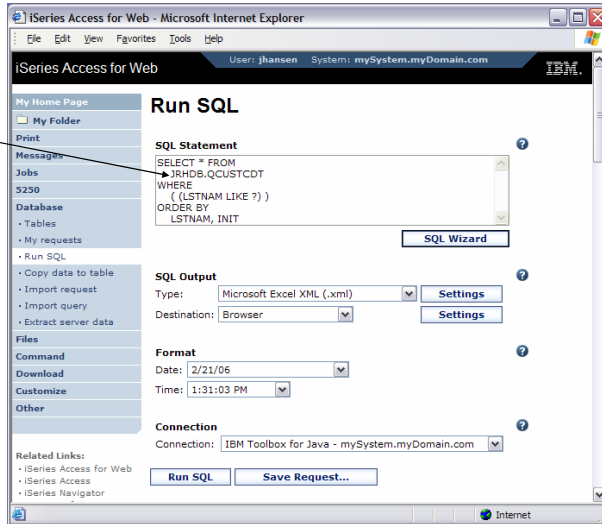 iSeries Access for Web - Microsoft Internet Explorer
File Edit View Favorites Tools Help
iSeries Access for Web
User: jhansen System: mySystem.myDomain.com
IBM.
My Home Page
My Folder
Print
Messages
Jobs
5250
Database
• Tables
• My requests
• Run SQL
• Copy data to table
• Import request
• Import query
• Extract server data
Files
Command
Download
Customize
Other
Related Links:
• iSeries Access for Web
• iSeries Access
• iSeries Navigator
Run SQL
SQL Statement
SELECT * FROM
JRHDB.QCUSTCDT
WHERE
( (LSTNAM LIKE ?) )
ORDER BY
LSTNAM, INIT
SQL Wizard
SQL Output
Type: Microsoft Excel XML (.xml) Settings
Destination: Browser Settings
Format
Date: 2/21/06
Time: 1:31:03 PM
Connection
Connection: IBM Toolbox for Java - mySystem.myDomain.com
Run SQL Save Request...
Internet